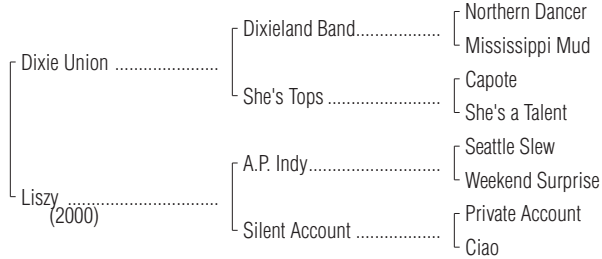 Northern Dancer
Dixieland Band..................
Mississippi Mud
Dixie Union ......................
Capote
She's Tops ........................
She's a Talent
Seattle Slew
A.P. Indy............................
Weekend Surprise
Liszy ................................
(2000)
Private Account
Silent Account ..................
Ciao